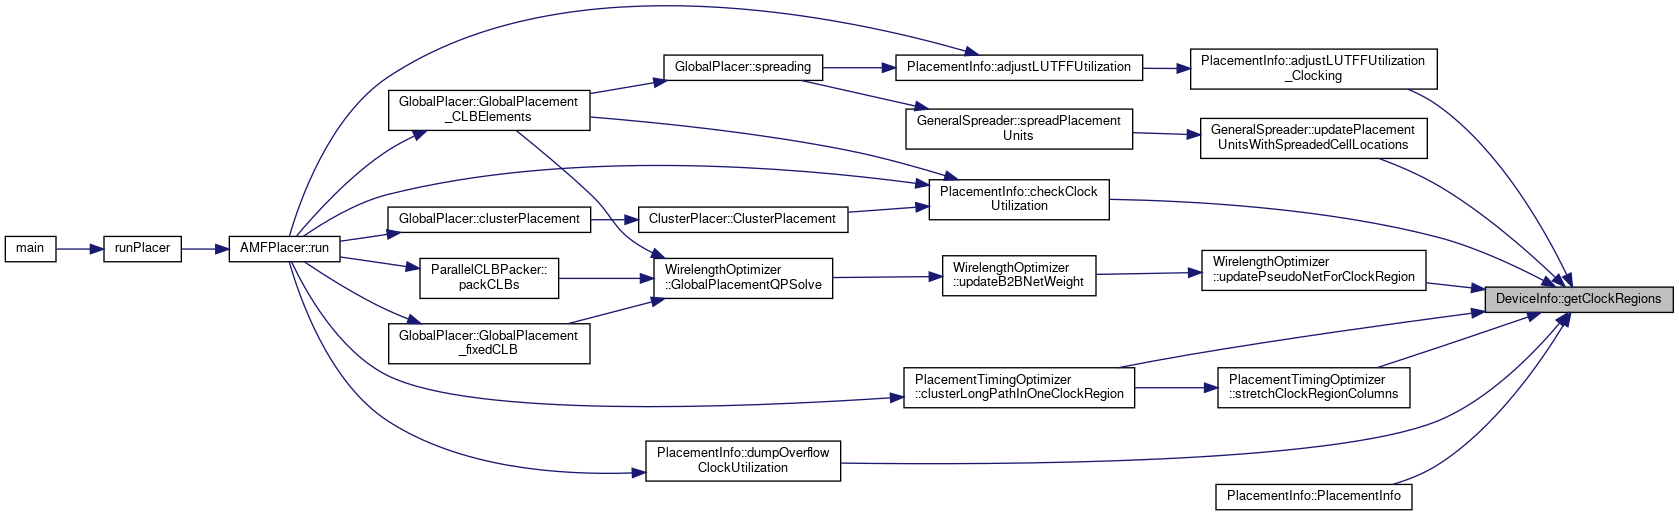 main
runPlacer
AMFPlacer::run
GlobalPlacer::GlobalPlacement
_CLBElements
GlobalPlacer::clusterPlacement
ParallelCLBPacker::
packCLBs
GlobalPlacer::GlobalPlacement
_fixedCLB
GlobalPlacer::spreading
ClusterPlacer::ClusterPlacement
WirelengthOptimizer
::GlobalPlacementQPSolve
PlacementInfo::dumpOverflow
ClockUtilization
PlacementInfo::adjustLUTFFUtilization
GeneralSpreader::spreadPlacement
Units
PlacementInfo::checkClock
Utilization
WirelengthOptimizer
::updateB2BNetWeight
PlacementTimingOptimizer
::clusterLongPathInOneClockRegion
PlacementInfo::adjustLUTFFUtilization
_Clocking
GeneralSpreader::updatePlacement
UnitsWithSpreadedCellLocations
WirelengthOptimizer
::updatePseudoNetForClockRegion
PlacementTimingOptimizer
::stretchClockRegionColumns
PlacementInfo::PlacementInfo
DeviceInfo::getClockRegions